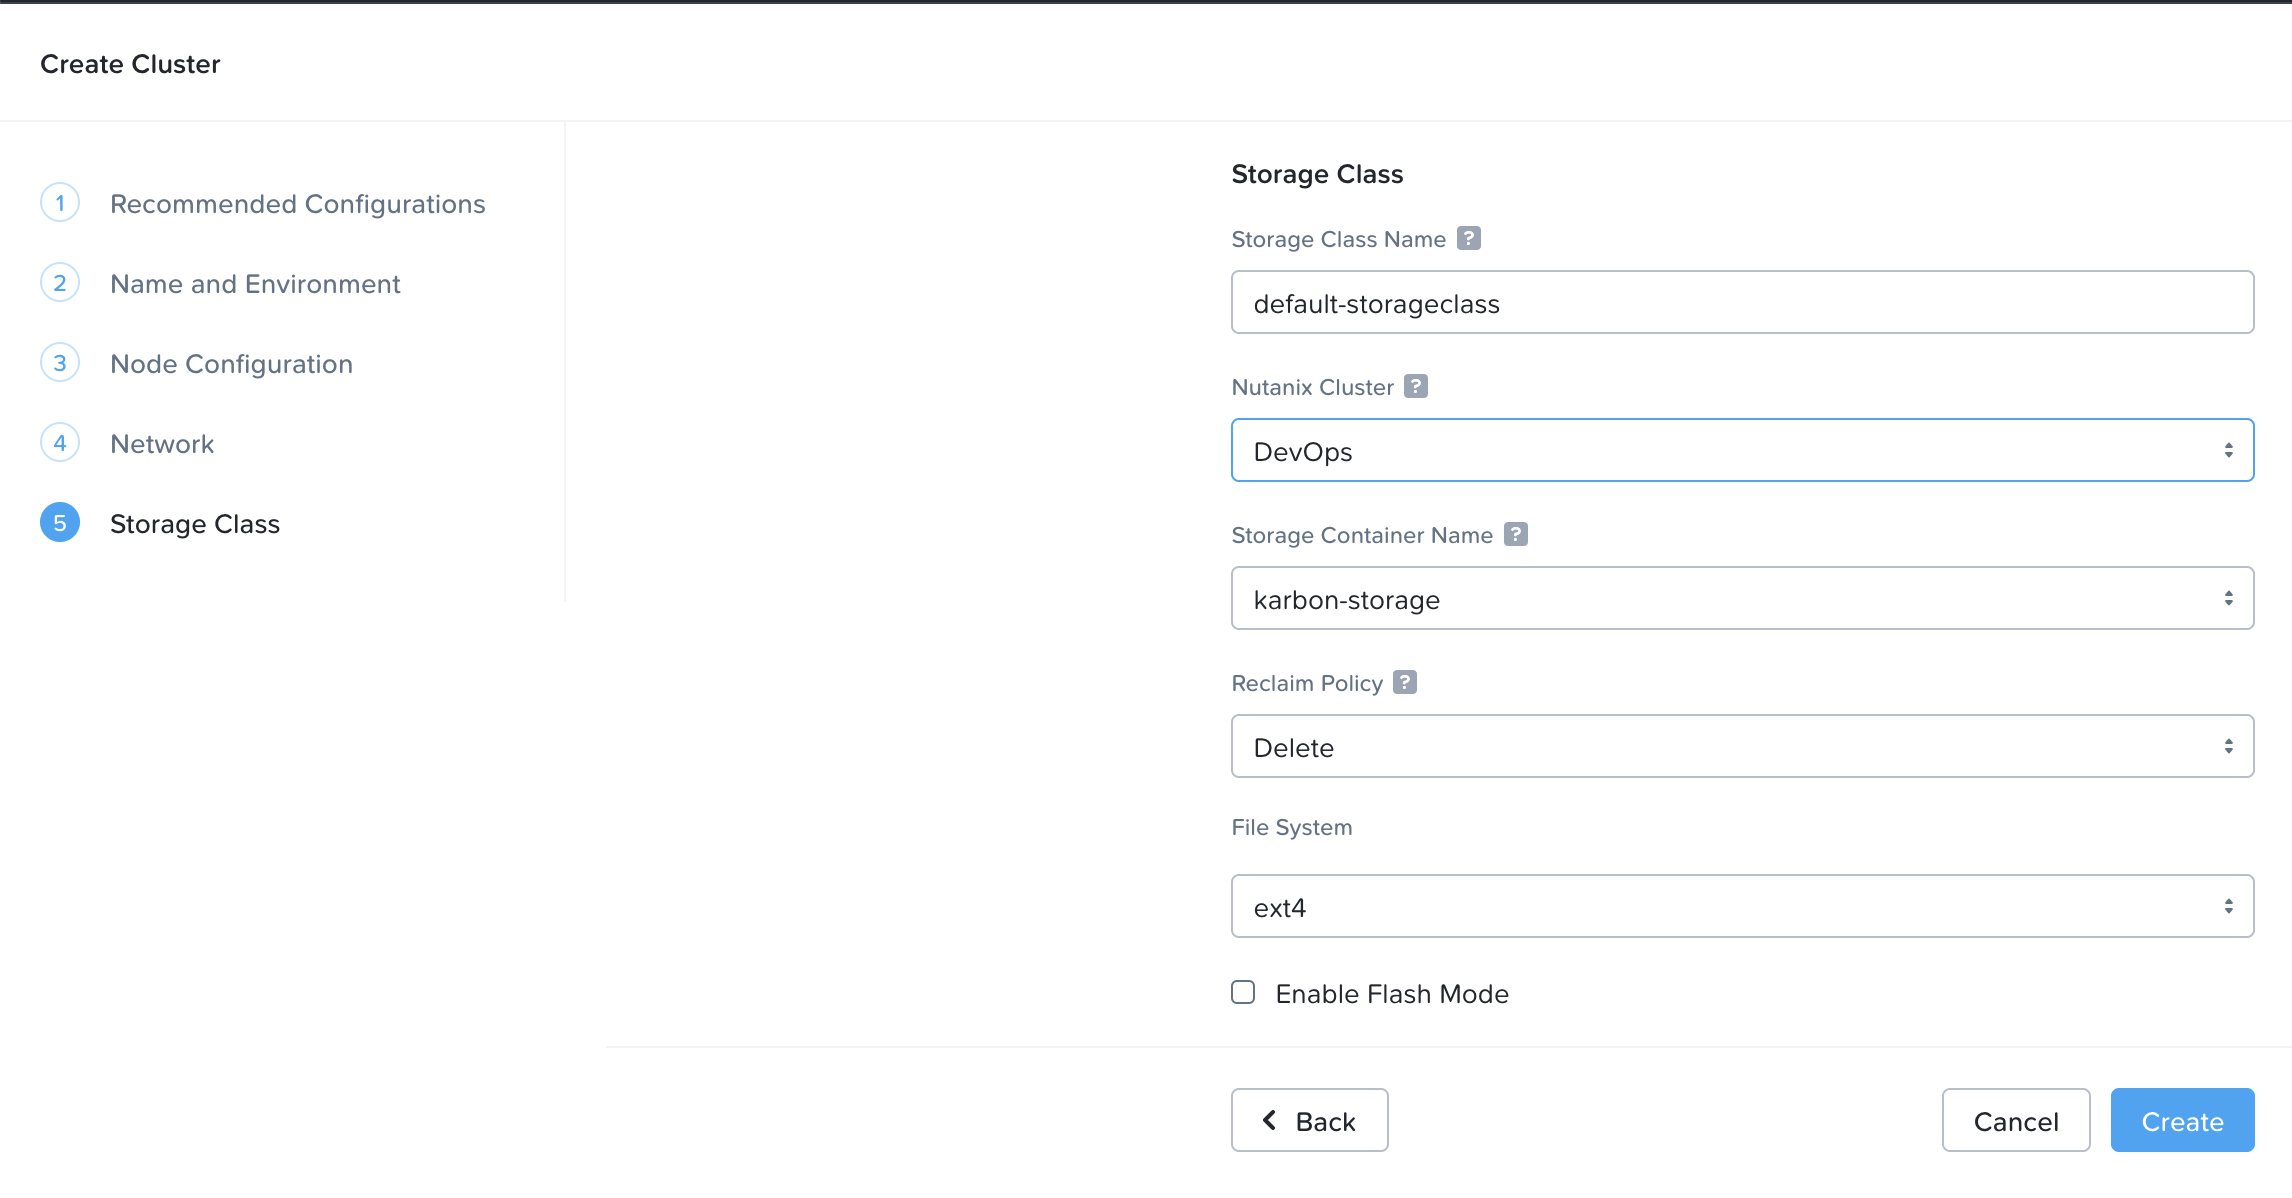 Create Cluster
1 Recommended Configurations
2 Name and Environment
3 Node Configuration
4 Network
5 Storage Class
Storage Class
Storage Class Name ?
default-storageclass
Nutanix Cluster ?
DevOps
Storage Container Name ?
karbon-storage
Reclaim Policy ?
Delete
File System
ext4
Enable Flash Mode
Back
Cancel
Create